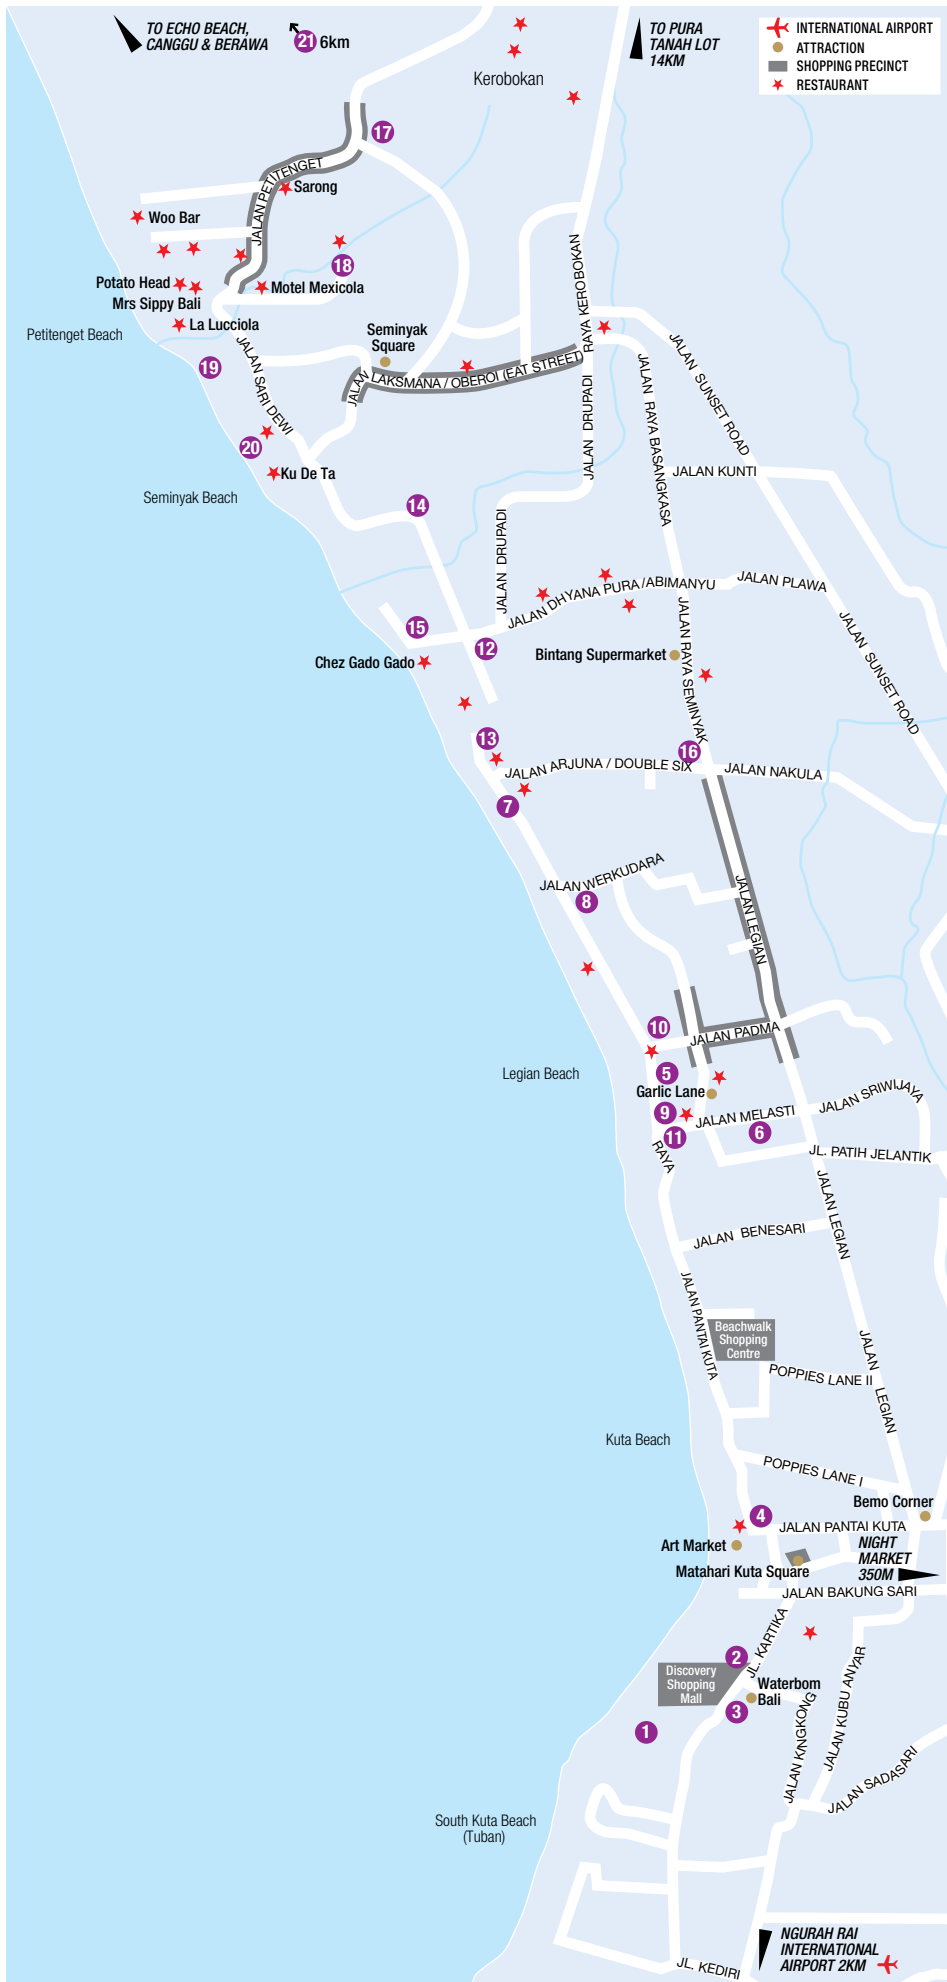 TO ECHO BEACH,
CANGGU & BERAWA
21 6km
TO PURA
TANAH LOT
14KM
INTERNATIONAL AIRPORT
ATTRACTION
SHOPPING PRECINCT
RESTAURANT
Kerobokan
17
JALAN PETITENGET
Sarong
Woo Bar
18
Potato Head
Motel Mexicola
Mrs Sippy Bali
La Lucciola
Petitenget Beach
Seminyak
Square
RAYA KEROBOKAN
19
JALAN SARI DEWI
JALAN LAKSMANA / OBEROI (EAT STREET)
JALAN SUNSET ROAD
JALAN DRUPADI
JALAN RAYA BASANGKASA
20
Ku De Ta
JALAN KUNTI
Seminyak Beach
14
JALAN DRUPADI
JALAN DHYANA PURA /ABIMANYU
JALAN PLAWA
15
12
JALAN SUNSET ROAD
Chez Gado Gado
Bintang Supermarket
JALAN RAYA SEMINYAK
13
16
JALAN ARJUNA / DOUBLE SIX
JALAN NAKULA
7
JALAN WERKUDARA
8
JALAN LEGIAN
10
JALAN PADMA
Legian Beach
5
Garlic Lane
9
JALAN MELASTI
JALAN SRIWIJAYA
11
6
RAYA
JL. PATIH JELANTIK
JALAN LEGIAN
JALAN BENESARI
JALAN PANTAI KUTA
Beachwalk
Shopping
Centre
POPPIES LANE II
JALAN LEGIAN
Kuta Beach
POPPIES LANE I
Bemo Corner
4
JALAN PANTAI KUTA
Art Market
NIGHT
MARKET
350M
Matahari Kuta Square
JALAN BAKUNG SARI
JL. KARTIKA
2
Discovery
Shopping
Mall
Waterbom
Bali
3
1
JALAN KINGKONG
JALAN KUBU ANYAR
JALAN SADASARI
South Kuta Beach
(Tuban)
NGURAH RAI
INTERNATIONAL
AIRPORT 2KM
JL. KEDIRI